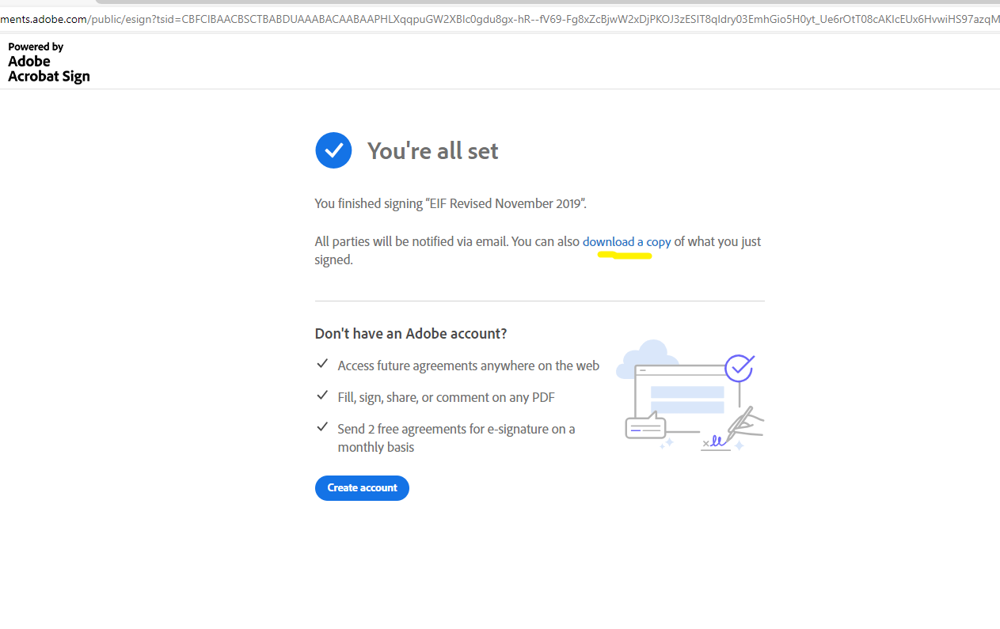 ments.adobe.com/public/esign?tsid=CBFCIBAACBSCTBABDUAAABACAABAAPHLXqqpuGW2XBIc0gdu8gx-hR--fV69-Fg8xZcBjwW2xDjPKOJ3zESIT8qIdry03EmhGio5H0yt_Ue6rOtT08cAKIcEUx6HvwiHS97azqM
Powered by
Adobe
Acrobat Sign
You're all set
You finished signing “EIF Revised November 2019”.
All parties will be notified via email. You can also download a copy of what you just
signed.
Don't have an Adobe account?
Access future agreements anywhere on the web
Fill, sign, share, or comment on any PDF
Send 2 free agreements for e-signature on a
monthly basis
Create account